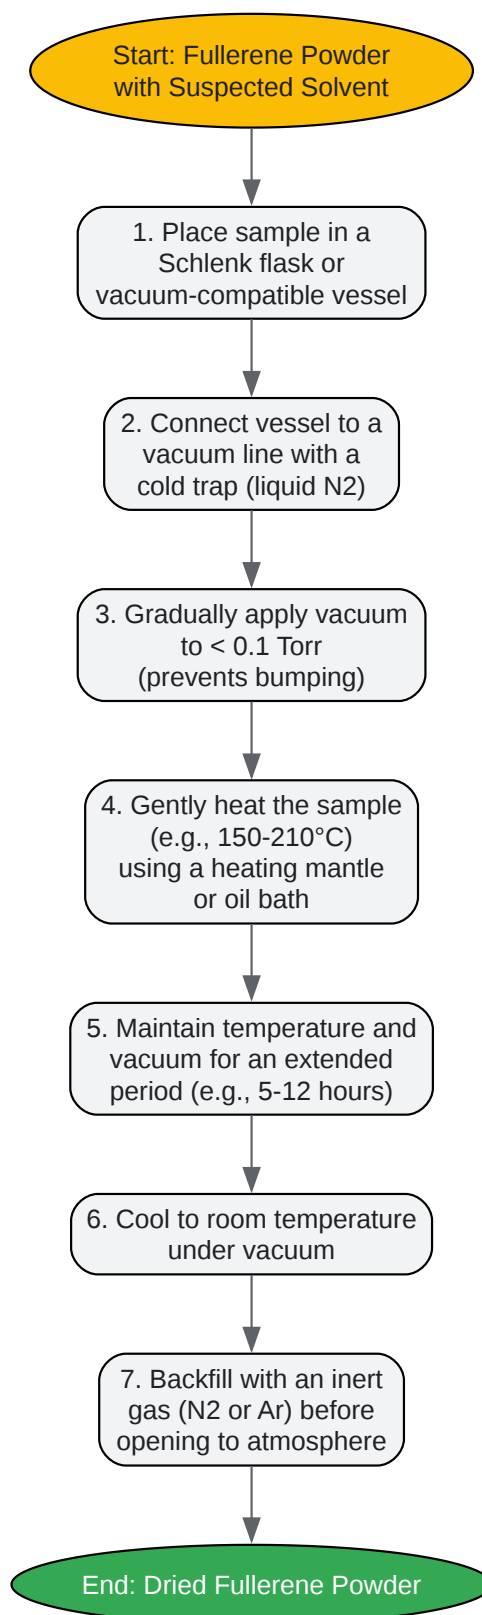 Start: Fullerene Powder
with Suspected Solvent
1. Place sample in a
Schlenk flask or
vacuum-compatible vessel
2. Connect vessel to a
vacuum line with a
cold trap (liquid N2)
3. Gradually apply vacuum
to < 0.1 Torr
(prevents bumping)
4. Gently heat the sample
(e.g., 150-210°C)
using a heating mantle
or oil bath
5. Maintain temperature and
vacuum for an extended
period (e.g., 5-12 hours)
6. Cool to room temperature
under vacuum
7. Backfill with an inert
gas (N2 or Ar) before
opening to atmosphere
End: Dried Fullerene Powder